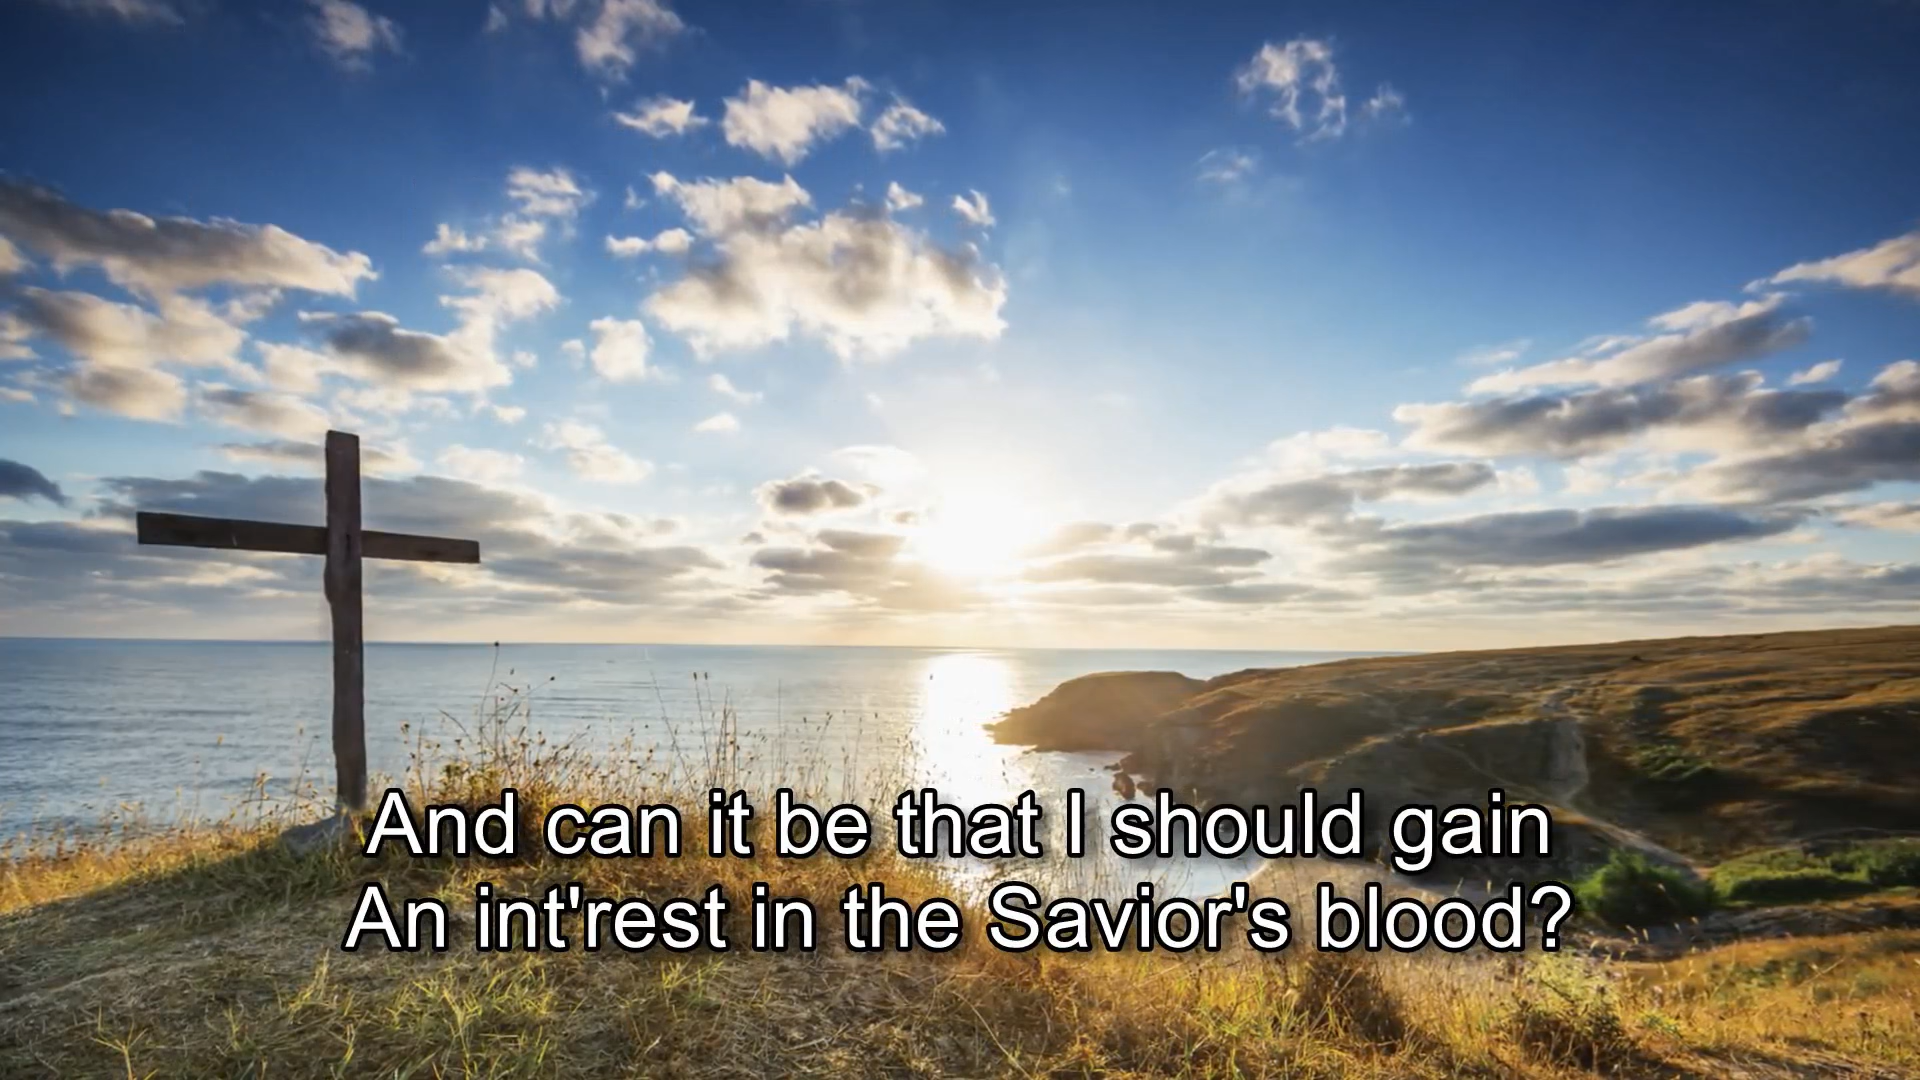 And can it be that I should gain
An int'rest in the Savior's blood?